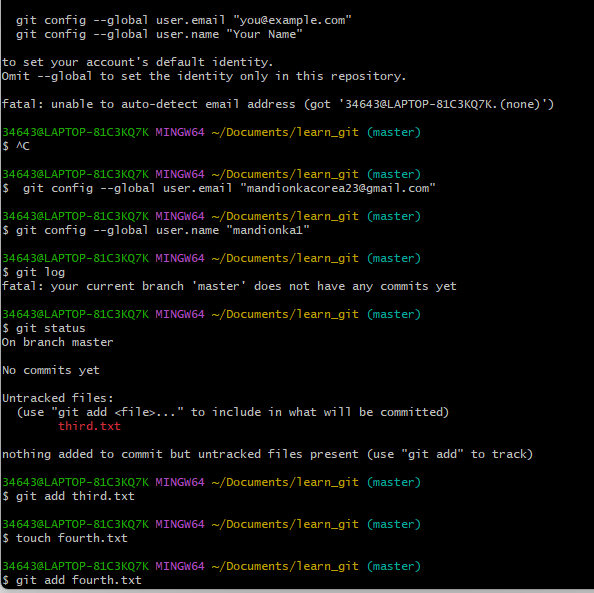 git config --global user.email "you@example.com"
  git config --global user.name "Your Name"

to set your account's default identity.
Omit --global to set the identity only in this repository.

fatal: unable to auto-detect email address (got '34643@LAPTOP-81C3KQ7K.(none)')

34643@LAPTOP-81C3KQ7K MINGW64 ~/Documents/learn_git (master)
$ ^C

34643@LAPTOP-81C3KQ7K MINGW64 ~/Documents/learn_git (master)
$  git config --global user.email "mandionkacorea23@gmail.com"

34643@LAPTOP-81C3KQ7K MINGW64 ~/Documents/learn_git (master)
$ git config --global user.name "mandionka1"

34643@LAPTOP-81C3KQ7K MINGW64 ~/Documents/learn_git (master)
$ git log
fatal: your current branch 'master' does not have any commits yet

34643@LAPTOP-81C3KQ7K MINGW64 ~/Documents/learn_git (master)
$ git status
On branch master

No commits yet

Untracked files:
  (use "git add <file>..." to include in what will be committed)
        third.txt

nothing added to commit but untracked files present (use "git add" to track)

34643@LAPTOP-81C3KQ7K MINGW64 ~/Documents/learn_git (master)
$ git add third.txt

34643@LAPTOP-81C3KQ7K MINGW64 ~/Documents/learn_git (master)
$ touch fourth.txt

34643@LAPTOP-81C3KQ7K MINGW64 ~/Documents/learn_git (master)
$ git add fourth.txt